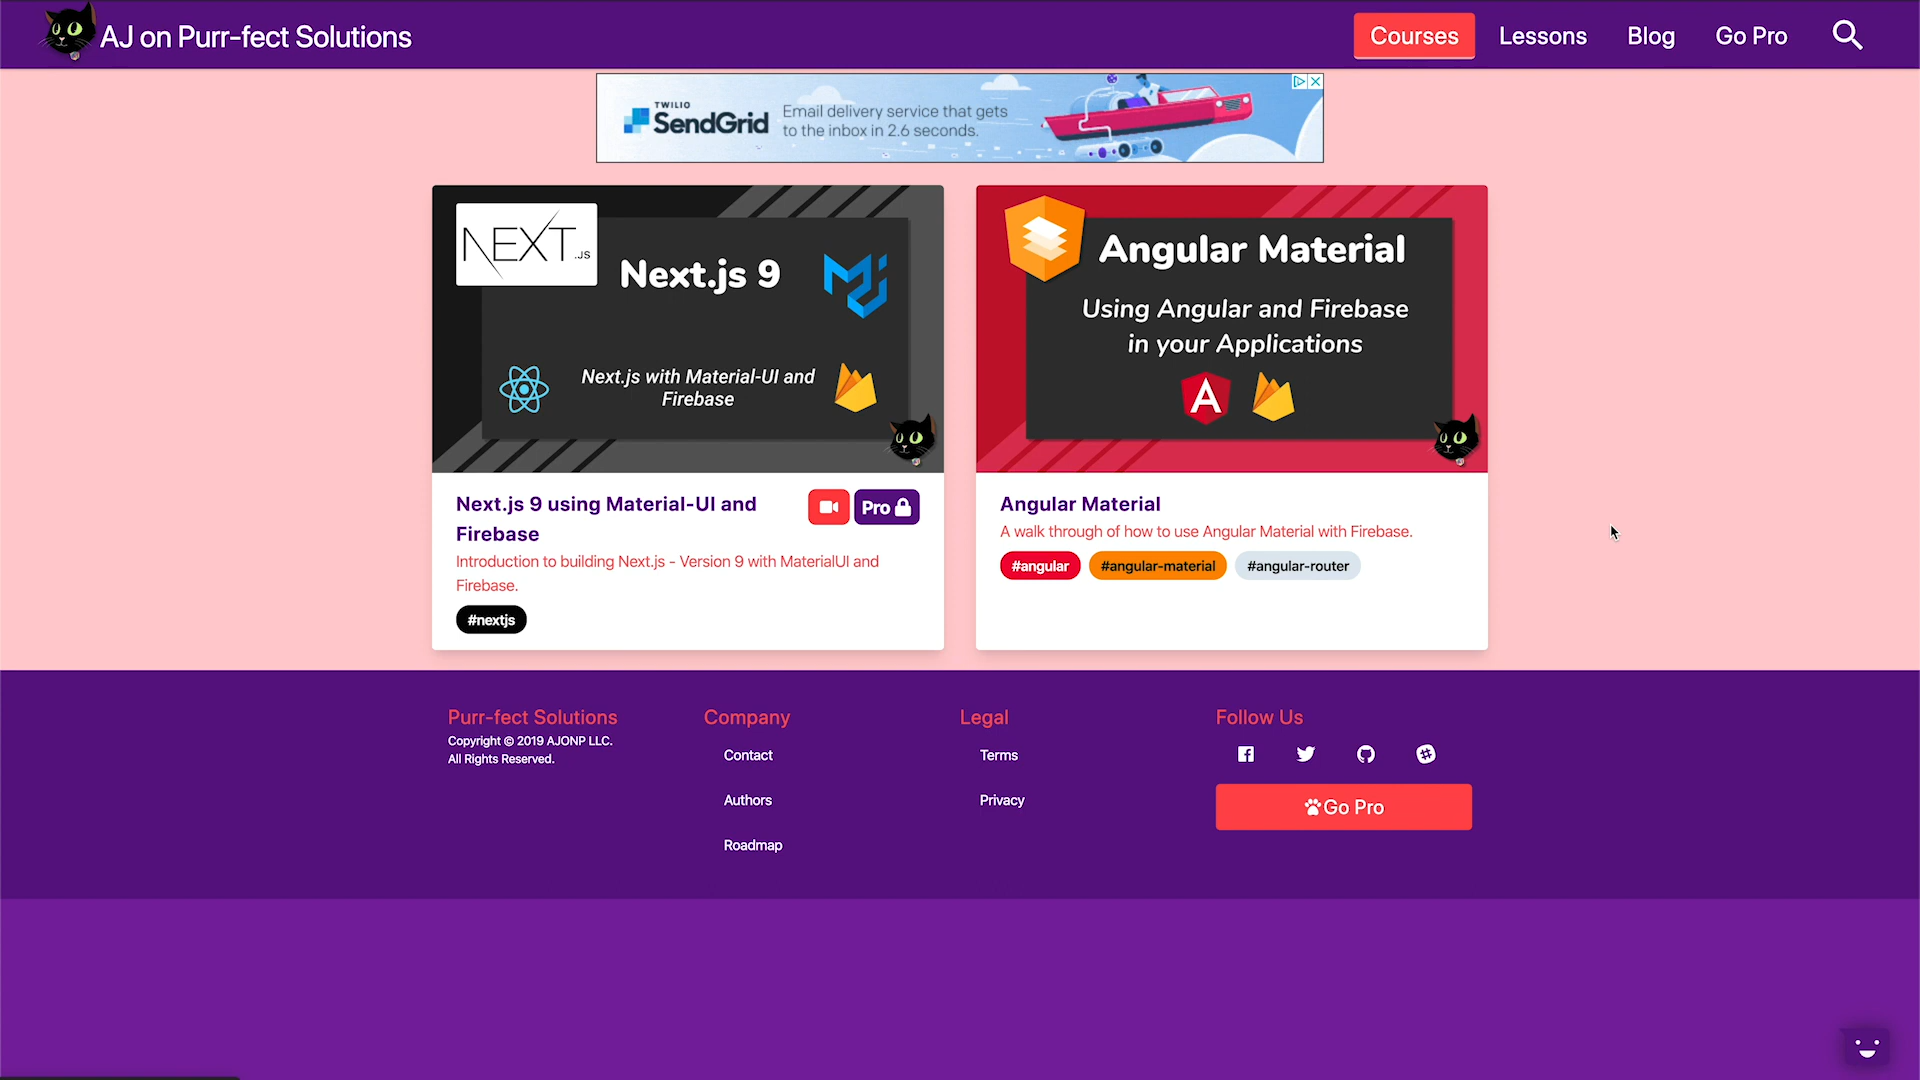 AJ on Purr-fect Solutions
Courses
Lessons
Blog
Go Pro
TWILIO
SendGrid
Email delivery service that gets
to the inbox in 2.6 seconds.
NEXT.JS
Next.js 9
Next.js with Material-UI and
Firebase
Angular Material
Using Angular and Firebase
in your Applications
A
Next.js 9 using Material-UI and
Firebase
Pro
Introduction to building Next.js - Version 9 with MaterialUI and
Firebase.
#nextjs
Angular Material
A walk through of how to use Angular Material with Firebase.
#angular
#angular-material
#angular-router
Purr-fect Solutions
Copyright © 2019 AJONP LLC.
All Rights Reserved.
Company
Contact
Authors
Roadmap
Legal
Terms
Privacy
Follow Us
Go Pro